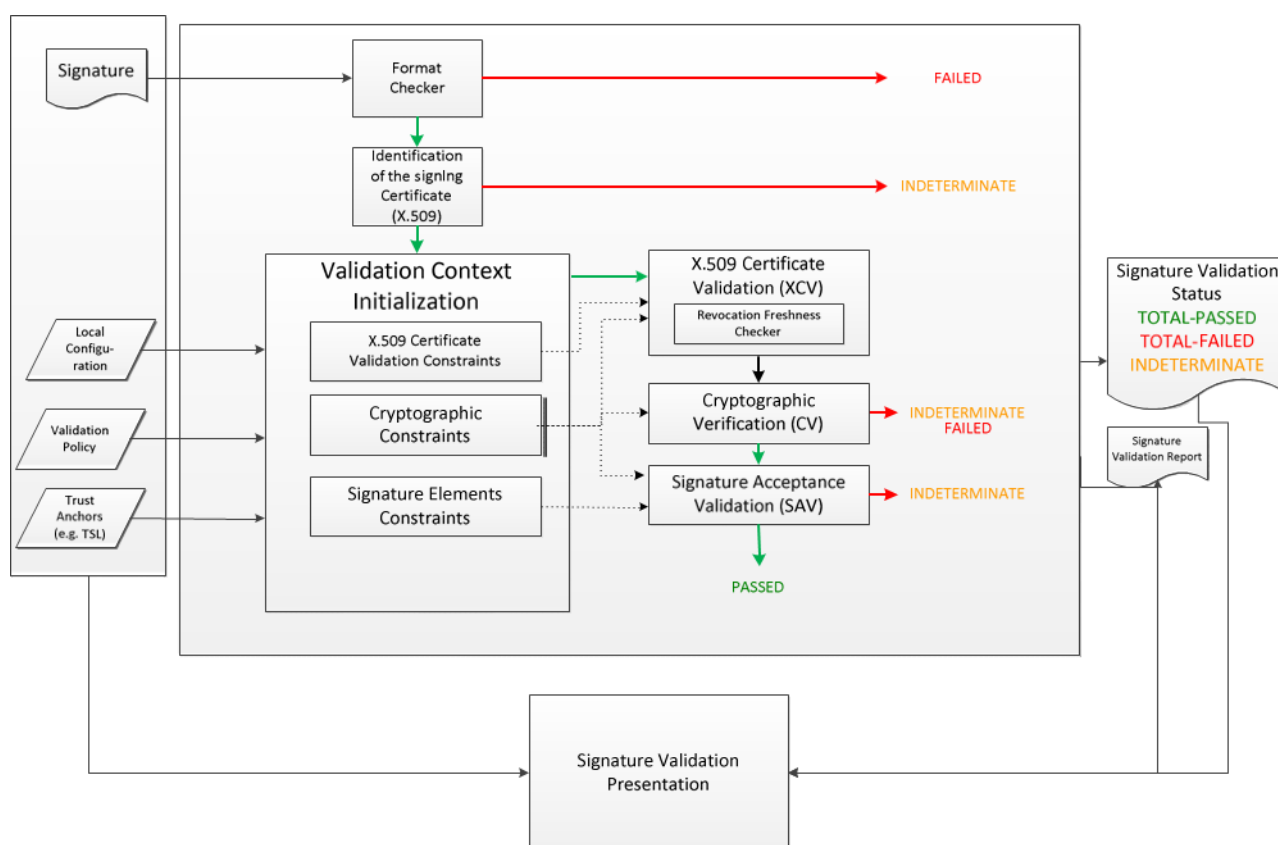 Signature
Format
Checker
FAILED
Identification
of the signing
Certificate
(X.509)
INDETERMINATE
Validation Context
Initialization
X.509 Certificate
Validation Constraints
Cryptographic
Constraints
Signature Elements
Constraints
Local
Configu-
ration
Validation
Policy
Trust
Anchors
(e.g. TSL)
X.509 Certificate
Validation (XCV)
Revocation Freshness
Checker
Cryptographic
Verification (CV)
INDETERMINATE
FAILED
Signature Acceptance
Validation (SAV)
INDETERMINATE
PASSED
Signature Validation
Status
TOTAL-PASSED
TOTAL-FAILED
INDETERMINATE
Signature
Validation Report
Signature Validation
Presentation